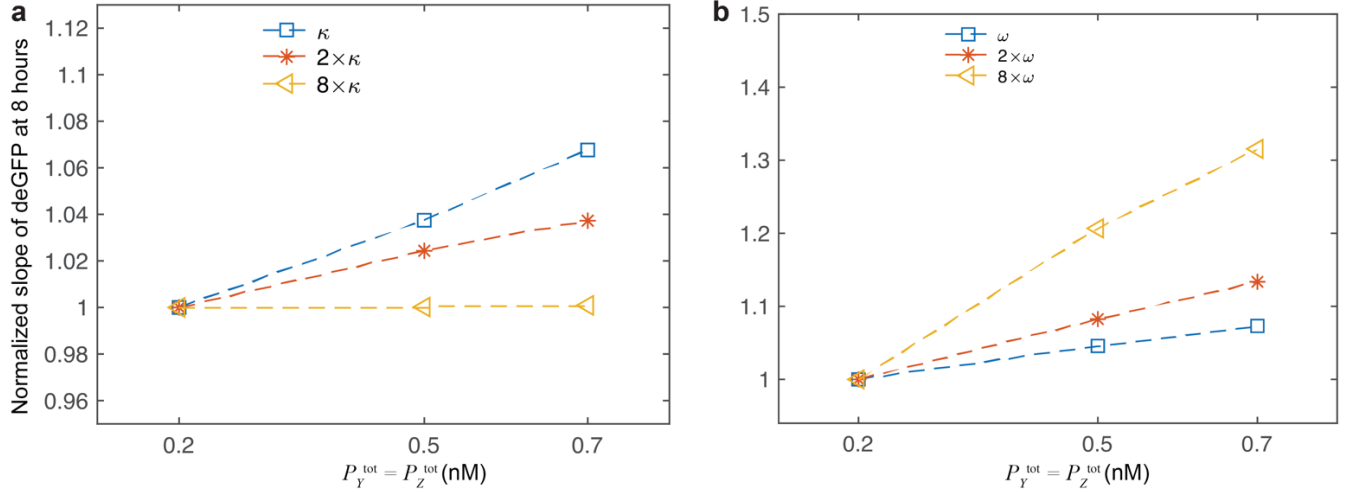 a
Normalized slope of deGFP at 8 hours
1.12
1.1
1.08
1.06
1.04
1.02
1
0.98
0.96
κ
2×κ
8×κ
0.2
0.5
0.7
P_Y^tot = P_Z^tot (nM)
b
1.5
1.4
1.3
1.2
1.1
1
ω
2×ω
8×ω
0.2
0.5
0.7
P_Y^tot = P_Z^tot (nM)